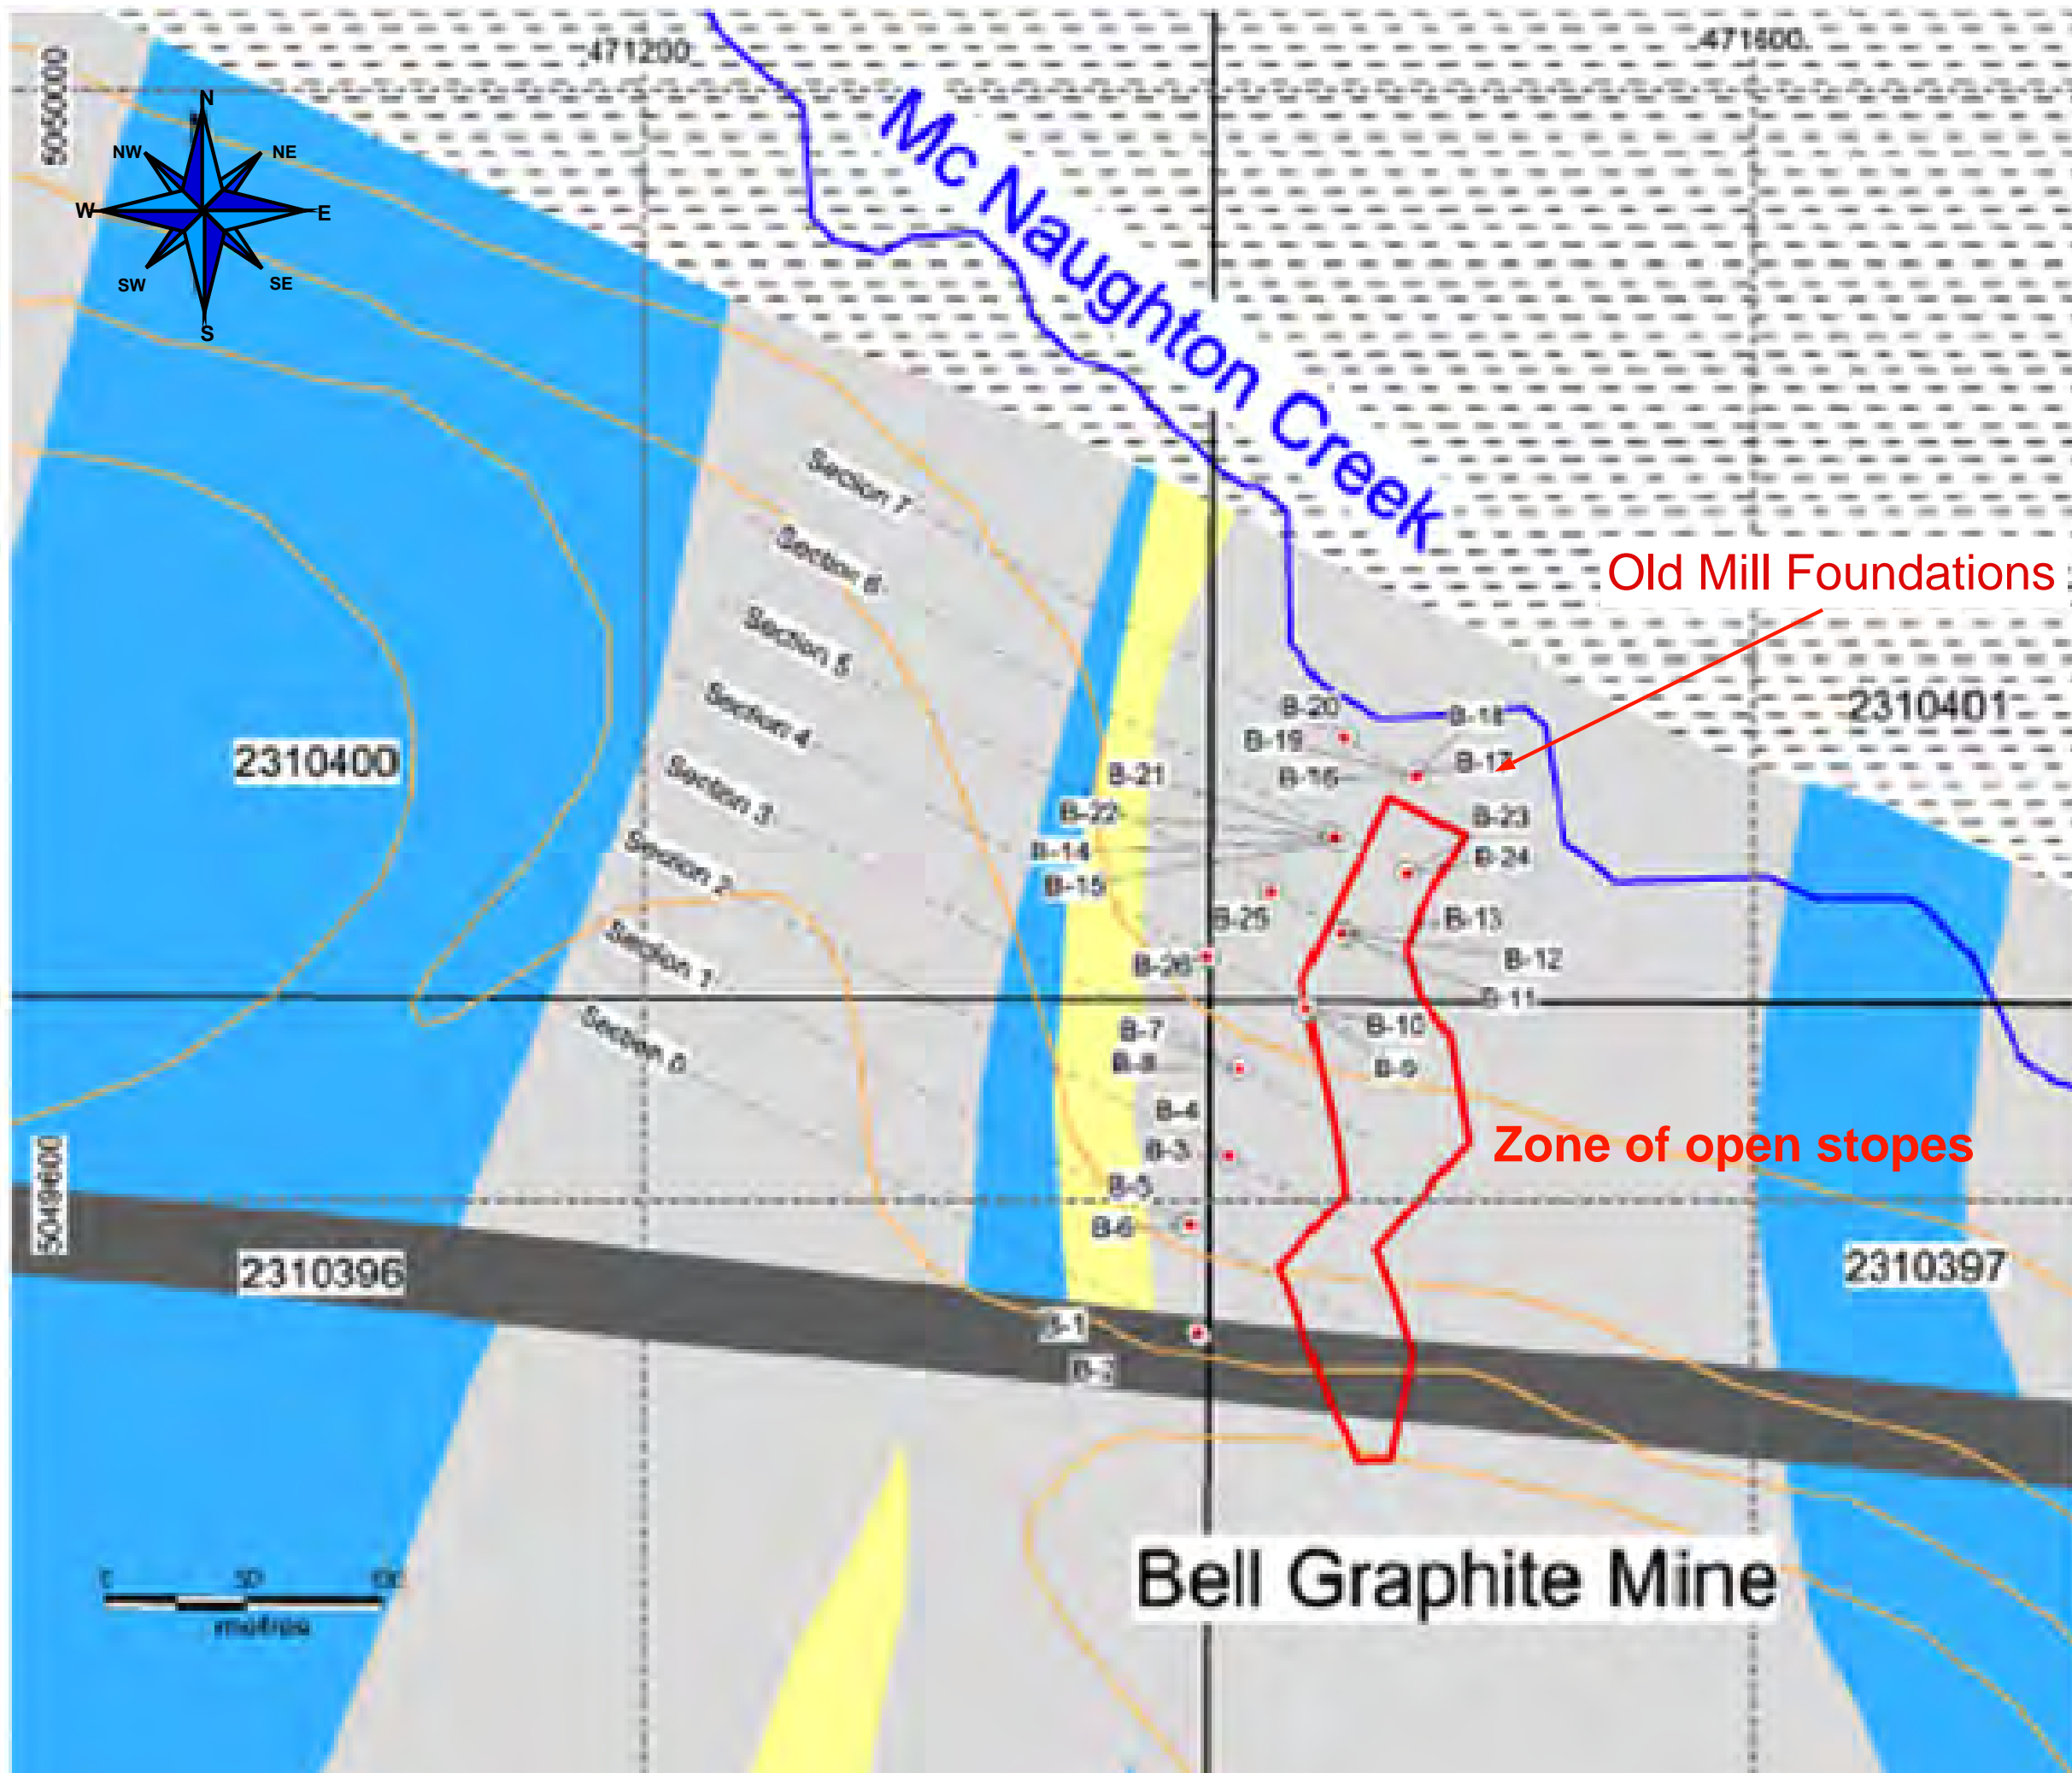 471200
471600
5050000
N
NW
NE
W
E
SW
SE
S
Mc Naughton Creek
Section 7
Section 6
Section 5
Section 4
Section 3
Section 2
Section 1
Section 0
Old Mill Foundations
2310401
2310400
B-20
B-18
B-19
B-17
B-16
B-21
B-22
B-23
B-14
B-24
B-15
B-25
B-13
B-26
B-12
B-11
B-10
B-7
B-8
B-9
B-4
B-3
Zone of open stopes
B-5
B-6
5049600
2310396
2310397
B-1
B-2
Bell Graphite Mine
50
metres